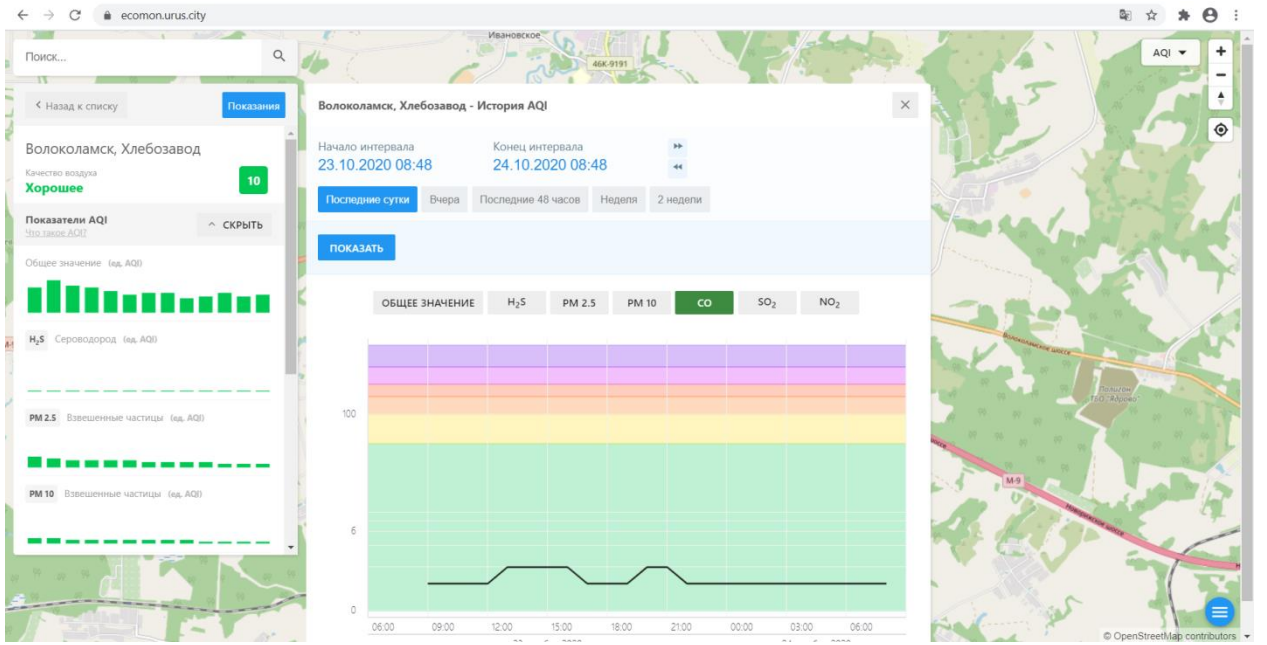 ecomon.urus.city
Поиск...
Ивановское
46К-9191
AQI
Назад к списку
Показания
Волоколамск, Хлебозавод
Качество воздуха
Хорошее
10
Показатели AQI
Что такое AQI?
СКРЫТЬ
Общее значение (ед. AQI)
H₂S Сероводород (ед. AQI)
PM 2.5 Взвешенные частицы (ед. AQI)
PM 10 Взвешенные частицы (ед. AQI)
Волоколамск, Хлебозавод - История AQI
Начало интервала
23.10.2020 08:48
Конец интервала
24.10.2020 08:48
Последние сутки
Вчера
Последние 48 часов
Неделя
2 недели
ПОКАЗАТЬ
ОБЩЕЕ ЗНАЧЕНИЕ
H₂S
PM 2.5
PM 10
CO
SO₂
NO₂
100
6
0
06:00 09:00 12:00 15:00 18:00 21:00 00:00 03:00 06:00
Волоколамское шоссе
Полигон
ТБО "Ядрово"
М-9
Новорижское шоссе
© OpenStreetMap contributors